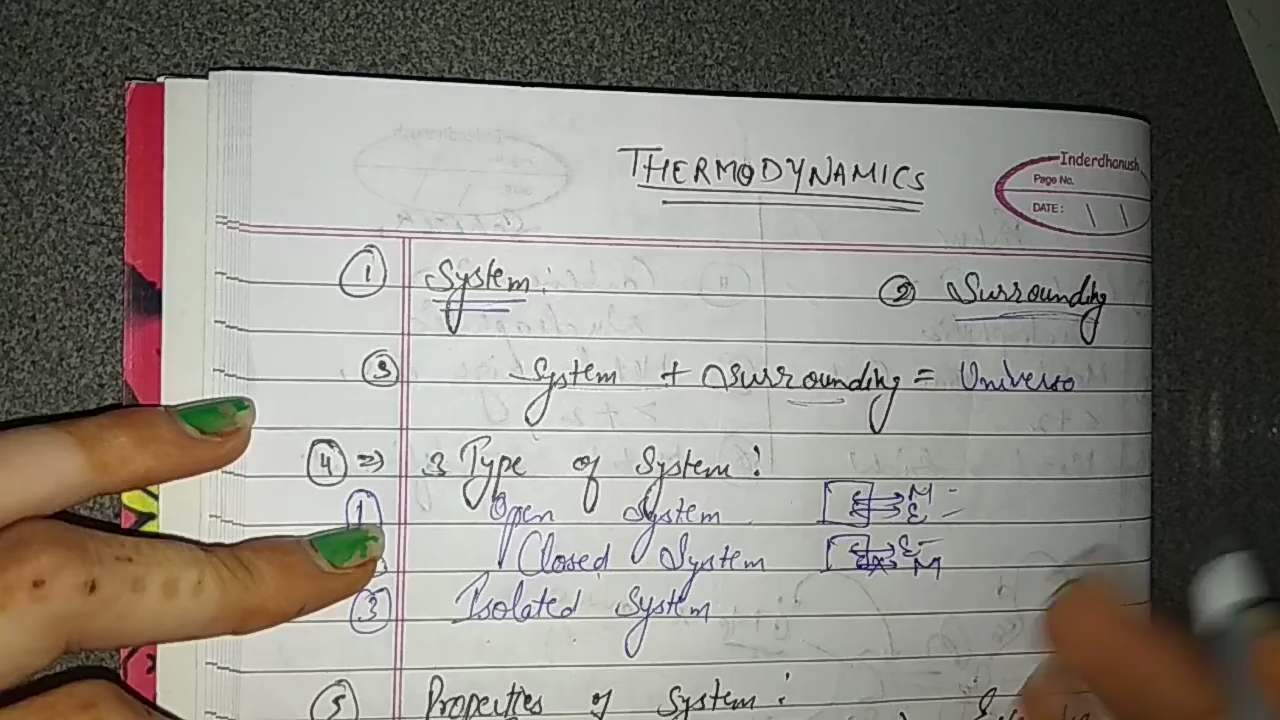 THERMODYNAMICS
Inderdhanush
Page No.
DATE:
① System: ② Surrounding
③ System + Surrounding = Universe
④ ⇒ 3 Type of System:
① Open System M E
Closed System E M
③ Isolated System
⑤ Properties of System: